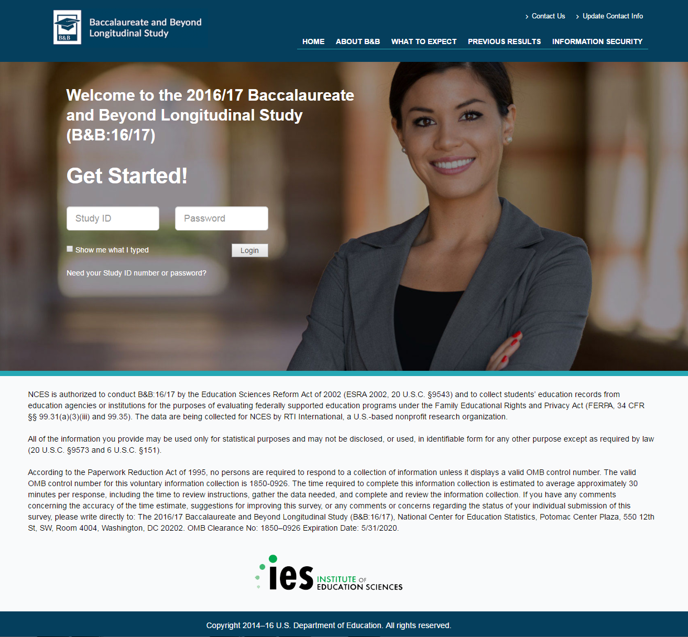 Baccalaureate and Beyond
Longitudinal Study
B&B
Contact Us
Update Contact Info
HOME ABOUT B&B WHAT TO EXPECT PREVIOUS RESULTS INFORMATION SECURITY
Welcome to the 2016/17 Baccalaureate
and Beyond Longitudinal Study
(B&B:16/17)
Get Started!
Study ID
Password
Show me what I typed
Login
Need your Study ID number or password?
NCES is authorized to conduct B&B:16/17 by the Education Sciences Reform Act of 2002 (ESRA 2002, 20 U.S.C. §9543) and to collect students' education records from
education agencies or institutions for the purposes of evaluating federally supported education programs under the Family Educational Rights and Privacy Act (FERPA, 34 CFR
§§ 99.31(a)(3)(iii) and 99.35). The data are being collected for NCES by RTI International, a U.S.-based nonprofit research organization.
All of the information you provide may be used only for statistical purposes and may not be disclosed, or used, in identifiable form for any other purpose except as required by law
(20 U.S.C. §9573 and 6 U.S.C. §151).
According to the Paperwork Reduction Act of 1995, no persons are required to respond to a collection of information unless it displays a valid OMB control number. The valid
OMB control number for this voluntary information collection is 1850-0926. The time required to complete this information collection is estimated to average approximately 30
minutes per response, including the time to review instructions, gather the data needed, and complete and review the information collection. If you have any comments
concerning the accuracy of the time estimate, suggestions for improving this survey, or any comments or concerns regarding the status of your individual submission of this
survey, please write directly to: The 2016/17 Baccalaureate and Beyond Longitudinal Study (B&B:16/17), National Center for Education Statistics, Potomac Center Plaza, 550 12th
St, SW, Room 4004, Washington, DC 20202. OMB Clearance No: 1850–0926 Expiration Date: 5/31/2020.
ies INSTITUTE OF
EDUCATION SCIENCES
Copyright 2014–16 U.S. Department of Education. All rights reserved.